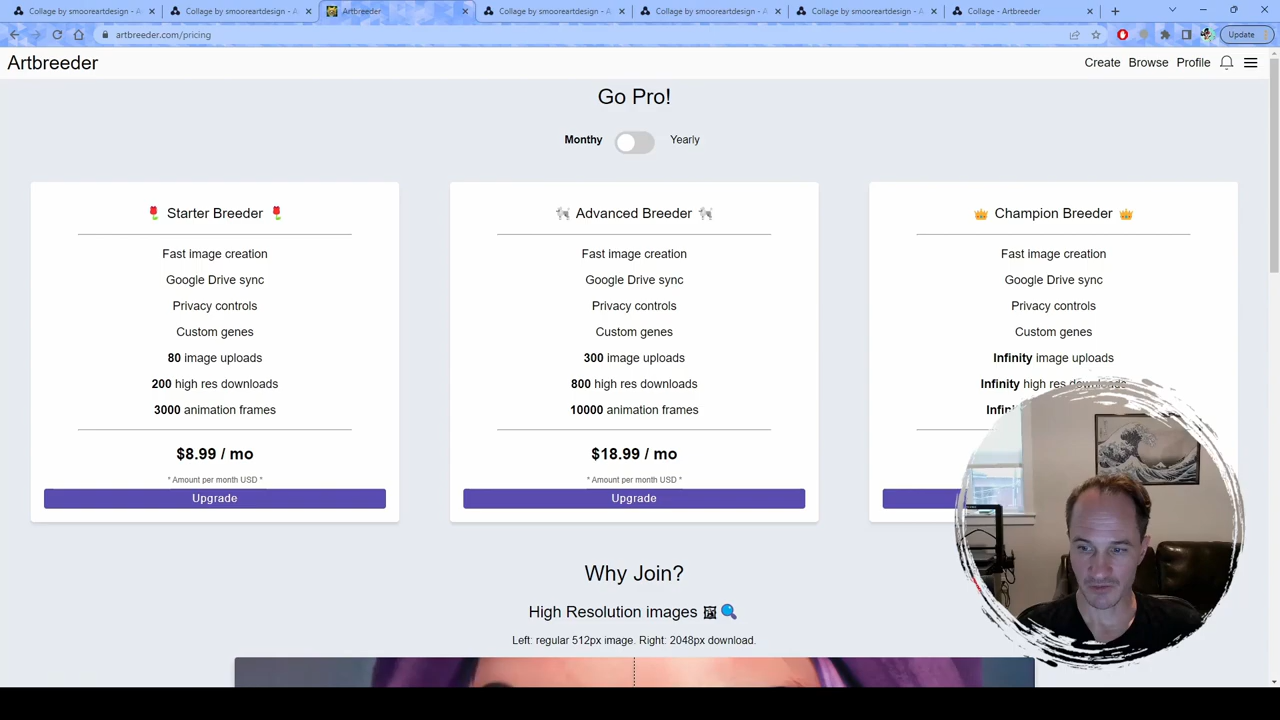 Collage by smooreartdesign - A
Collage by smooreartdesign - A
Artbreeder
Collage by smooreartdesign - A
Collage by smooreartdesign - A
Collage by smooreartdesign - A
Collage - Artbreeder
artbreeder.com/pricing
Update
Artbreeder
Create
Browse
Profile
Go Pro!
Monthy
Yearly
Starter Breeder
Fast image creation
Google Drive sync
Privacy controls
Custom genes
80 image uploads
200 high res downloads
3000 animation frames
$8.99 / mo
* Amount per month USD *
Upgrade
Advanced Breeder
Fast image creation
Google Drive sync
Privacy controls
Custom genes
300 image uploads
800 high res downloads
10000 animation frames
$18.99 / mo
* Amount per month USD *
Upgrade
Champion Breeder
Fast image creation
Google Drive sync
Privacy controls
Custom genes
Infinity image uploads
Infinity high res downloads
Why Join?
High Resolution images
Left: regular 512px image. Right: 2048px download.